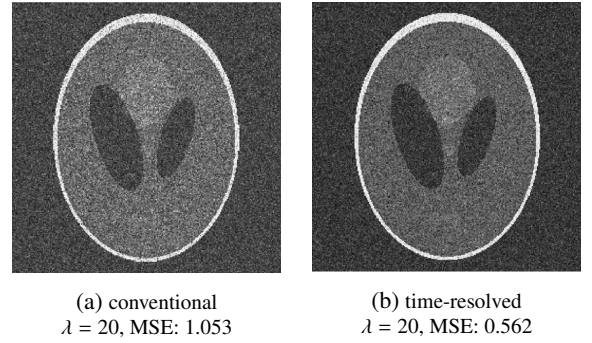 (a) conventional
λ = 20, MSE: 1.053
(b) time-resolved
λ = 20, MSE: 0.562